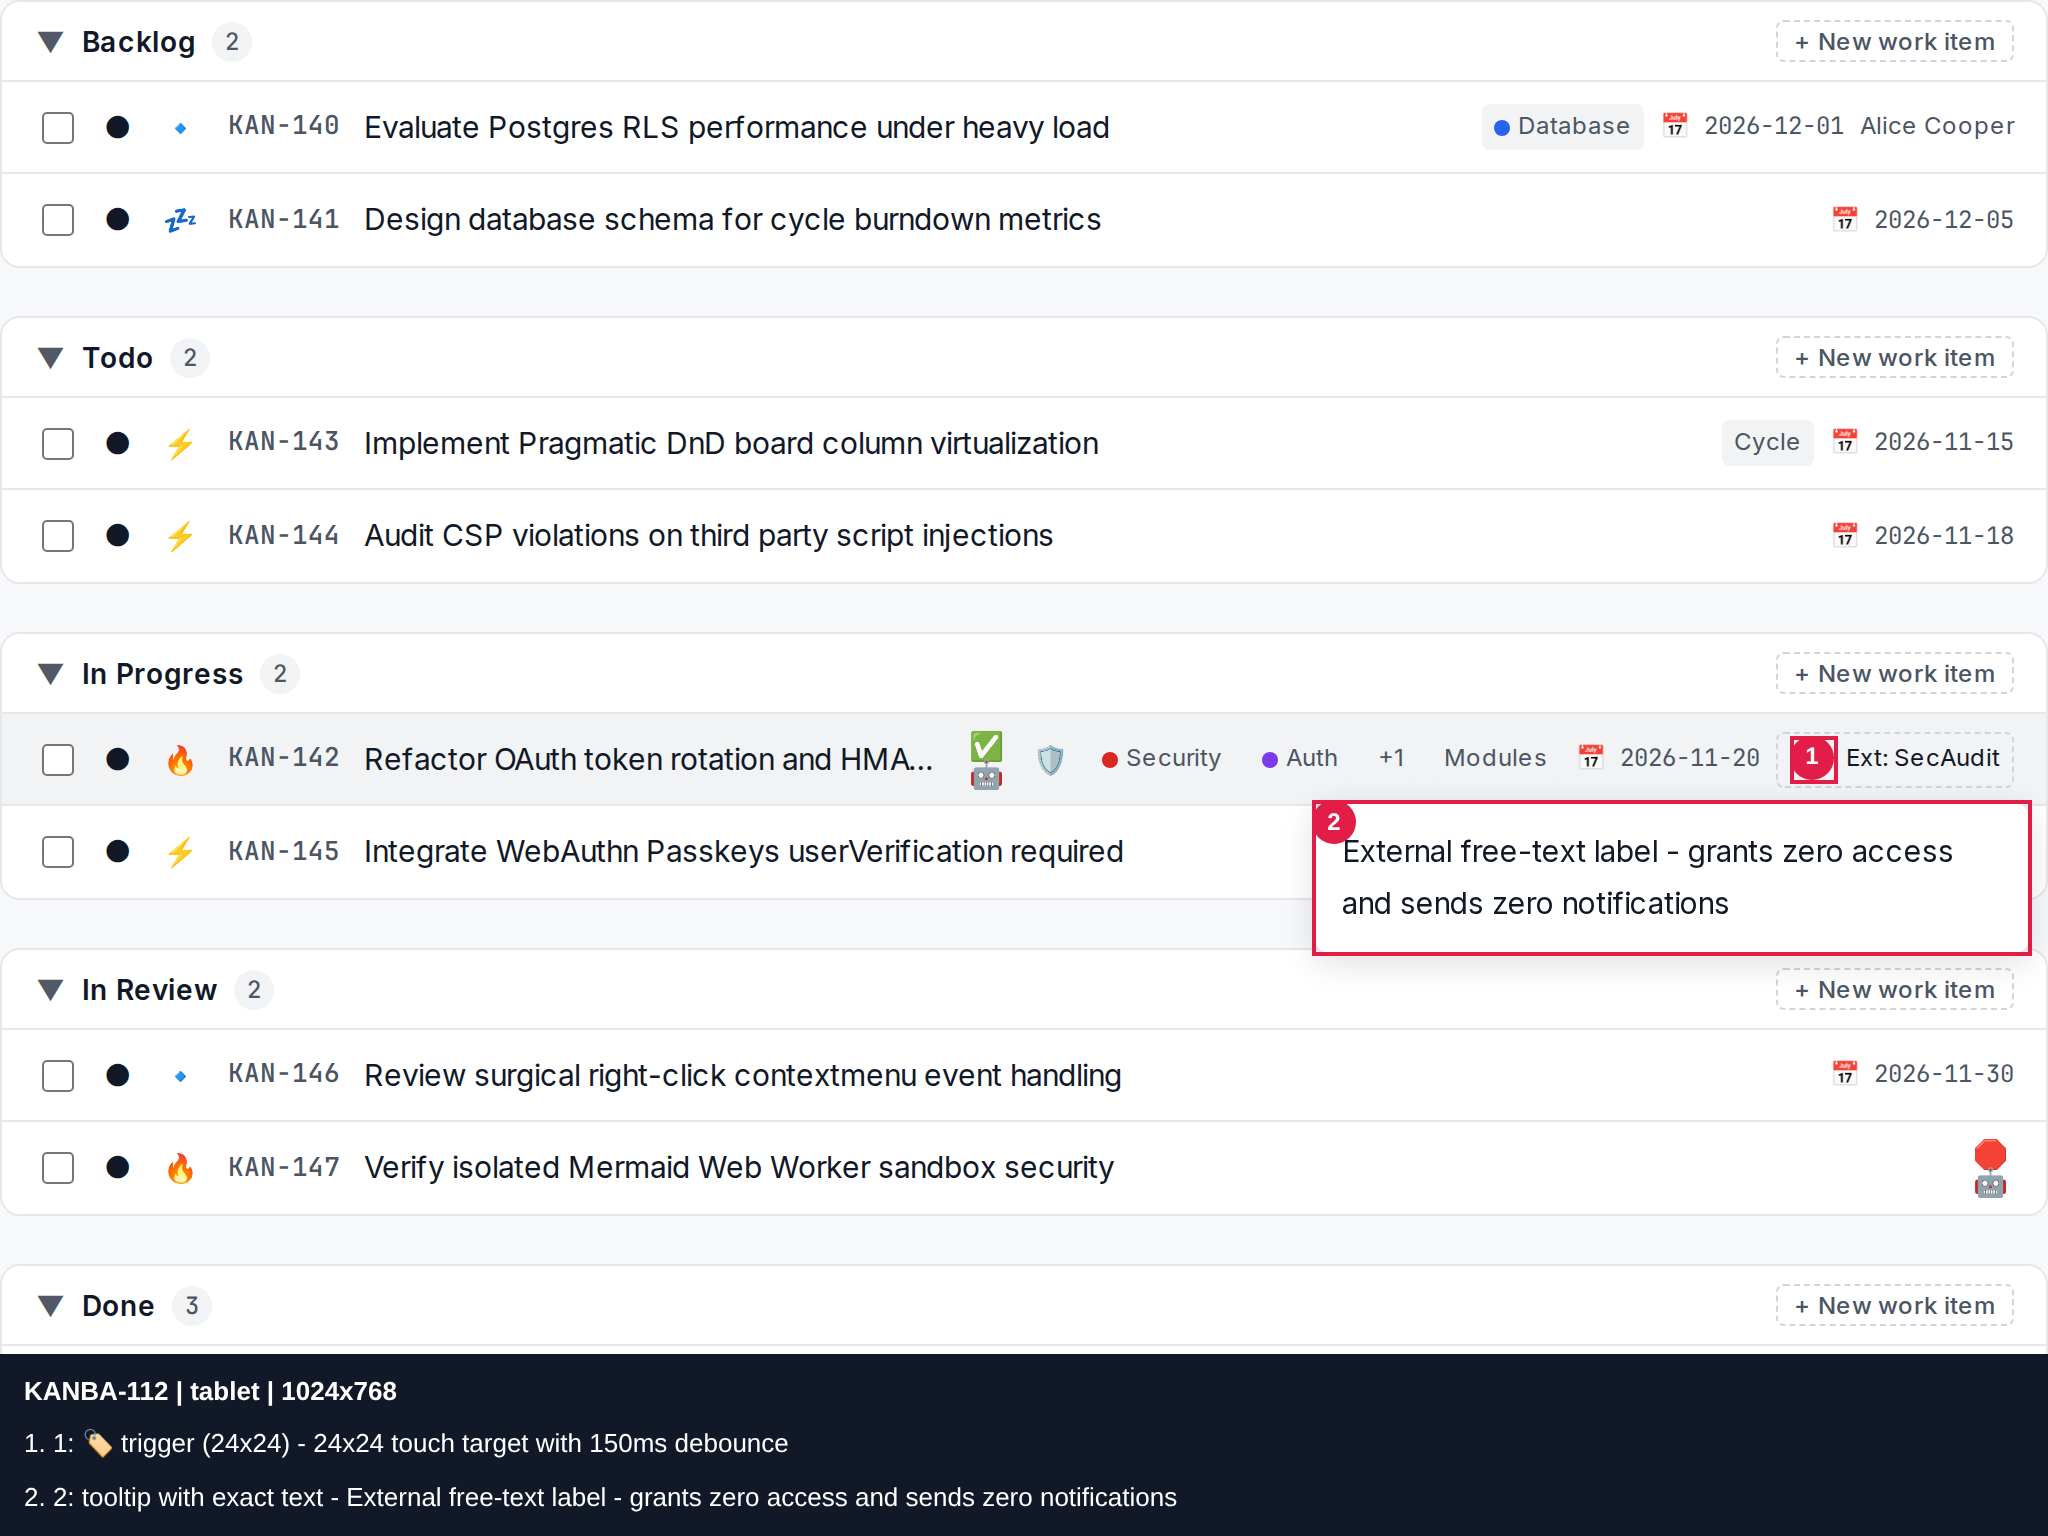 Backlog 2 + New work item
KAN-140 Evaluate Postgres RLS performance under heavy load Database 2026-12-01 Alice Cooper
KAN-141 Design database schema for cycle burndown metrics 2026-12-05
Todo 2 + New work item
KAN-143 Implement Pragmatic DnD board column virtualization Cycle 2026-11-15
KAN-144 Audit CSP violations on third party script injections 2026-11-18
In Progress 2 + New work item
KAN-142 Refactor OAuth token rotation and HMA... Security Auth +1 Modules 2026-11-20 1 Ext: SecAudit
KAN-145 Integrate WebAuthn Passkeys userVerification required
2
External free-text label - grants zero access
and sends zero notifications
In Review 2 + New work item
KAN-146 Review surgical right-click contextmenu event handling 2026-11-30
KAN-147 Verify isolated Mermaid Web Worker sandbox security
Done 3 + New work item
KANBA-112 | tablet | 1024x768
1. 1: 🏷️ trigger (24x24) - 24x24 touch target with 150ms debounce
2. 2: tooltip with exact text - External free-text label - grants zero access and sends zero notifications